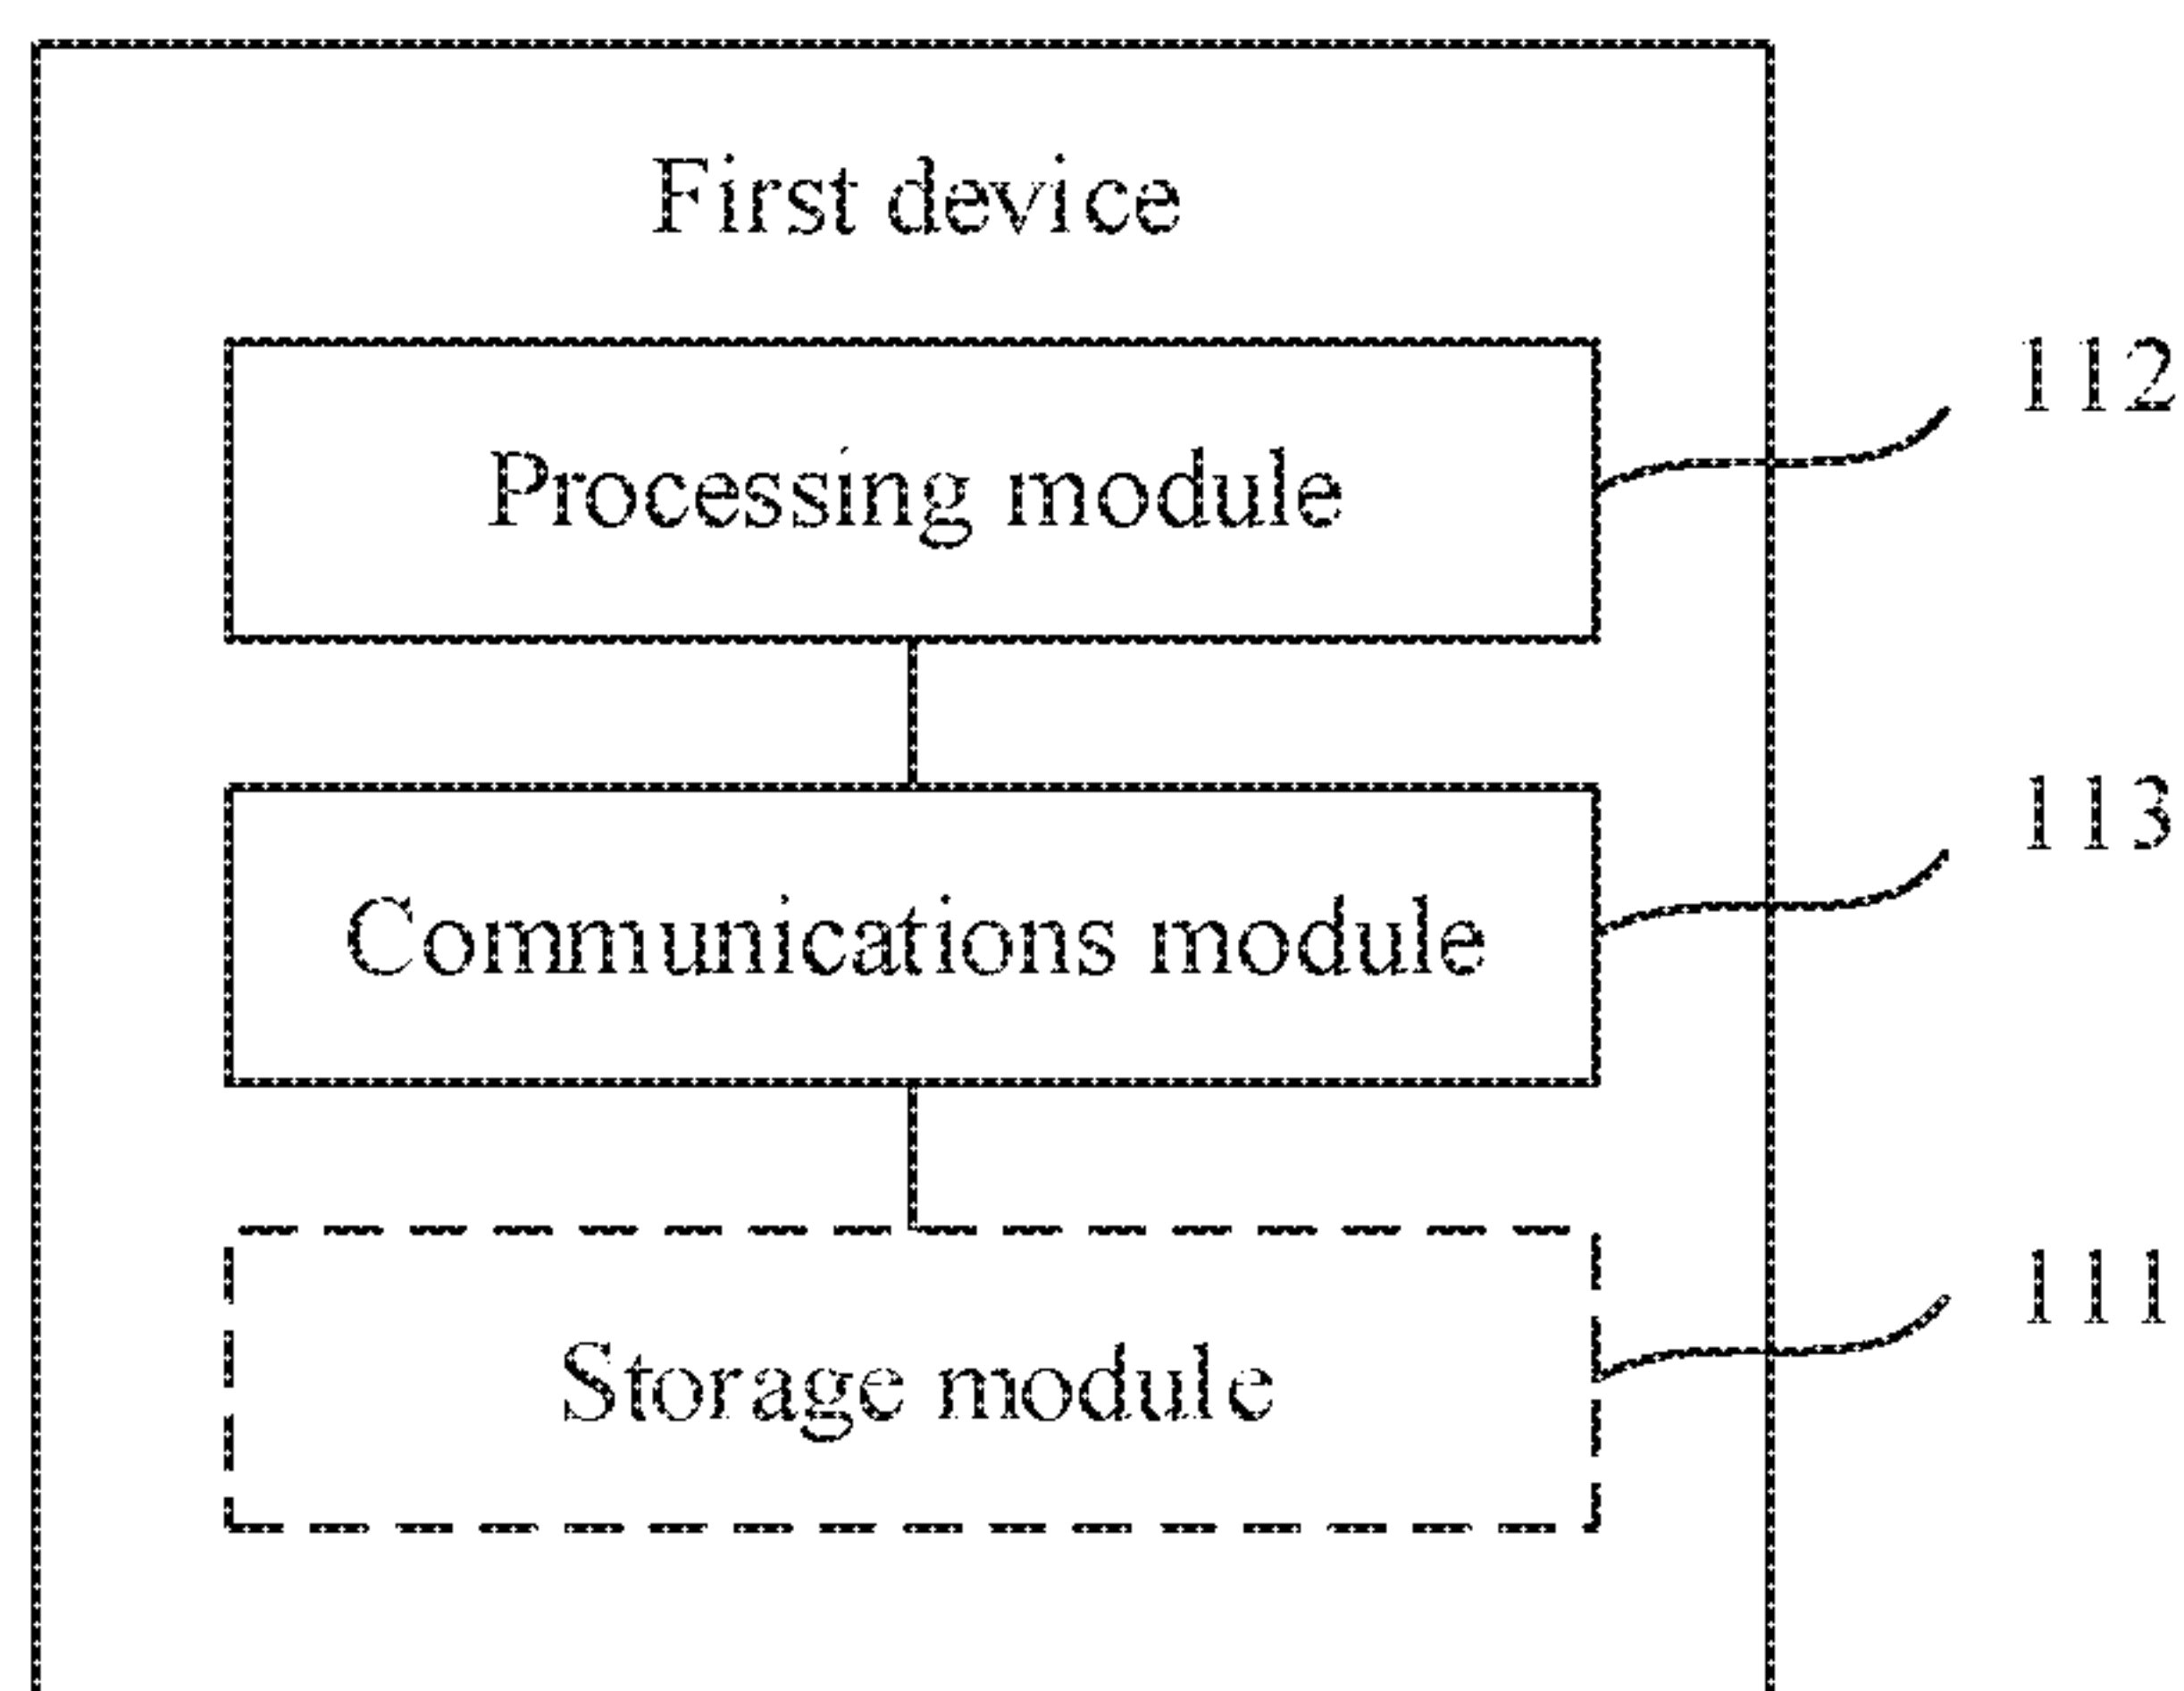 First device
112
Processing module
113
Communications module
111
Storage module